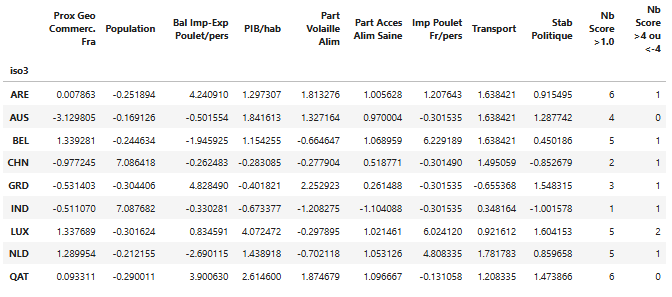 Prox Geo Commerc. Fra Population Bal Imp-Exp Poulet/pers PIB/hab Part Volaille Alim Part Acces Alim Saine Imp Poulet Fr/pers Transport Stab Politique Nb Score >1.0 Nb Score >4 ou <-4
iso3
ARE 0.007863 -0.251894 4.240910 1.297307 1.813276 1.005628 1.207643 1.638421 0.915495 6 1
AUS -3.129805 -0.169126 -0.501554 1.841613 1.327164 0.970004 -0.301535 1.638421 1.287742 4 0
BEL 1.339281 -0.244634 -1.945925 1.154255 -0.664647 1.068959 6.229189 1.638421 0.450186 5 1
CHN -0.977245 7.086418 -0.262483 -0.283085 -0.277904 0.518771 -0.301490 1.495059 -0.852679 2 1
GRD -0.531403 -0.304406 4.828490 -0.401821 2.252923 0.261488 -0.301535 -0.655368 1.548315 3 1
IND -0.511070 7.087682 -0.330281 -0.673377 -1.208275 -1.104088 -0.301535 0.348164 -1.001578 1 1
LUX 1.337689 -0.301624 0.834591 4.072472 -0.297895 1.021461 6.024120 0.921612 1.604153 5 2
NLD 1.289954 -0.212155 -2.690115 1.438918 -0.702118 1.053126 4.808335 1.781783 0.859658 5 1
QAT 0.093311 -0.290011 3.900630 2.614600 1.874679 1.096667 -0.131058 1.208335 1.473866 6 0